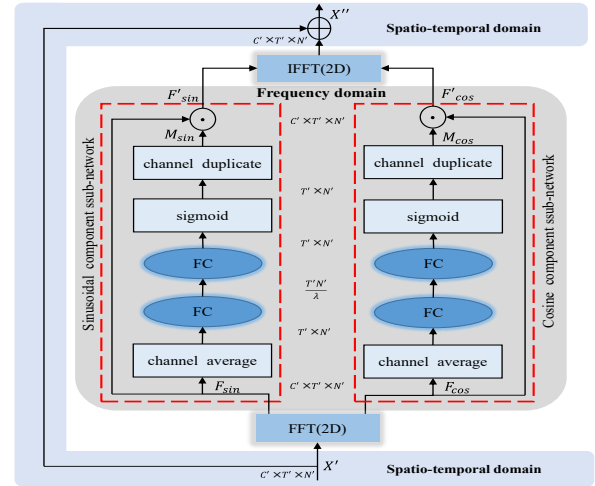 X′′
C′ × T′ × N′
Spatio-temporal domain
IFFT(2D)
F′sin
F′cos
Frequency domain
C′ × T′ × N′
Msin
Mcos
channel duplicate
channel duplicate
T′ × N′
sigmoid
sigmoid
T′ × N′
FC
FC
T′N′
λ
FC
FC
T′ × N′
channel average
channel average
Fsin
C′ × T′ × N′
Fcos
Sinusoidal component ssub-network
Cosine component ssub-network
FFT(2D)
X′
C′ × T′ × N′
Spatio-temporal domain